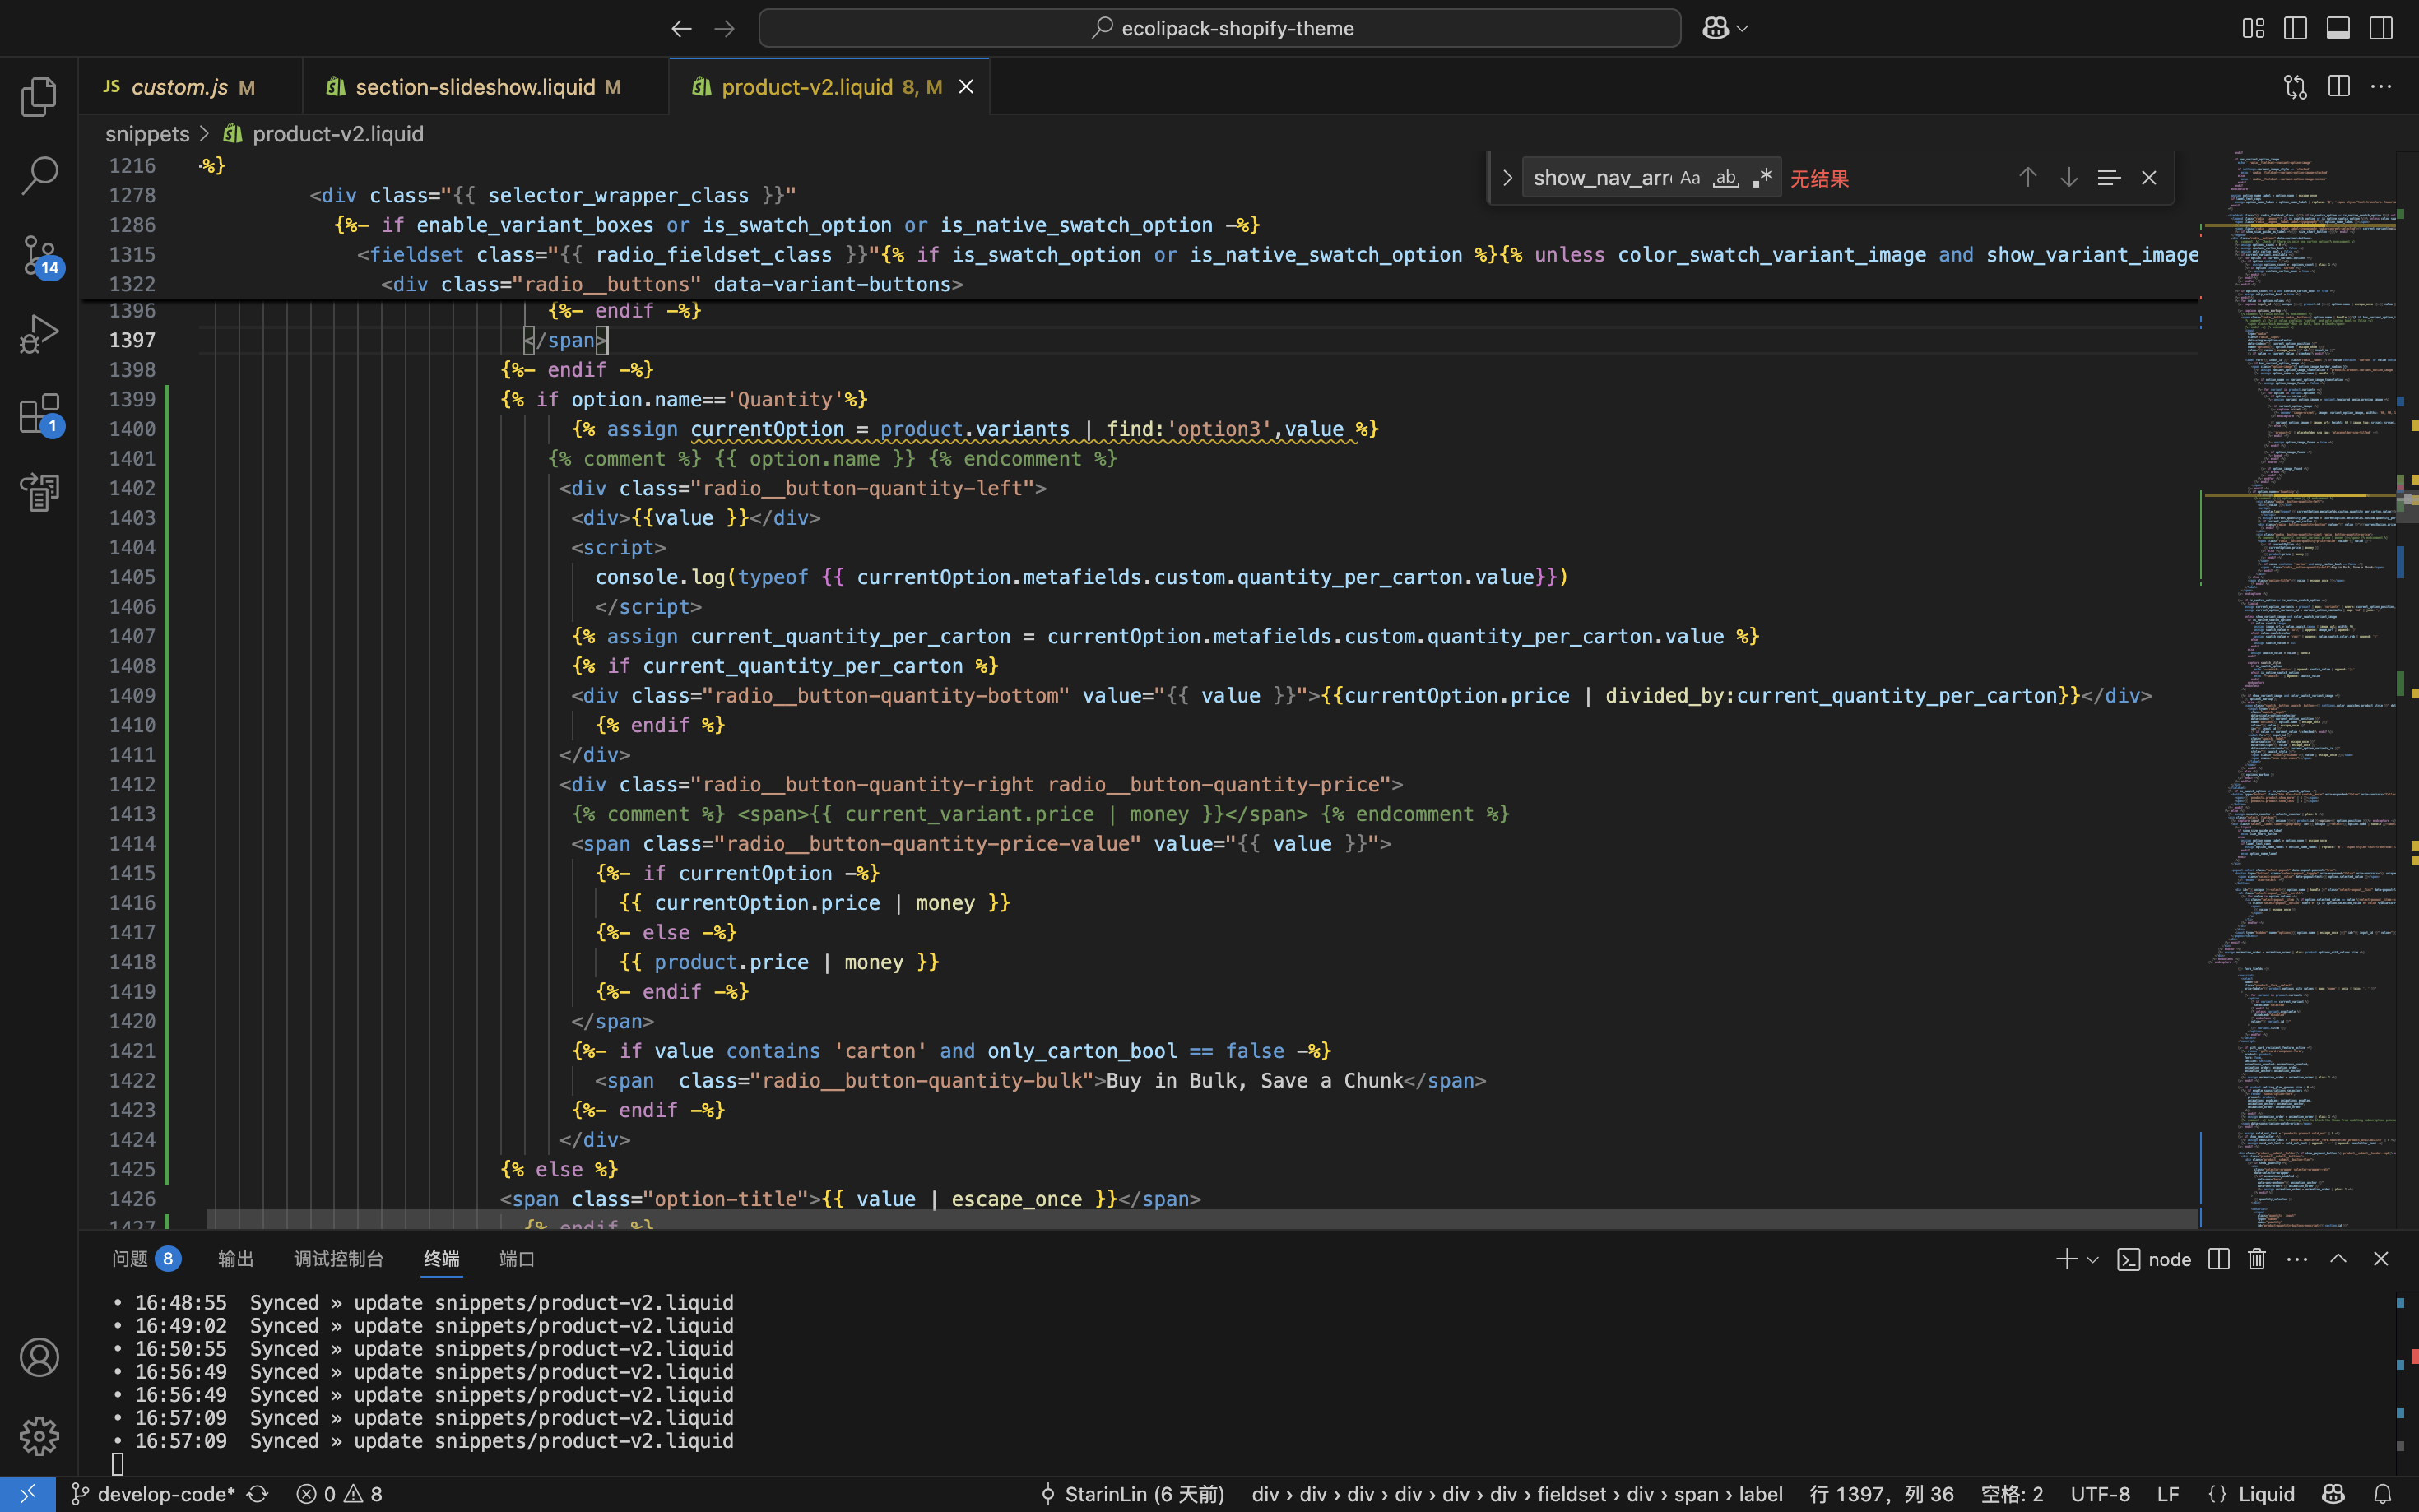 ecolipack-shopify-theme
JS custom.js M
section-slideshow.liquid M
product-v2.liquid 8, M
snippets > product-v2.liquid
show_nav_arr Aa ab .* 无结果
1216 -%}
1278 <div class="{{ selector_wrapper_class }}"
1286 {%- if enable_variant_boxes or is_swatch_option or is_native_swatch_option -%}
1315 <fieldset class="{{ radio_fieldset_class }}"{% if is_swatch_option or is_native_swatch_option %}{% unless color_swatch_variant_image and show_variant_image
1322 <div class="radio__buttons" data-variant-buttons>
1396 {%- endif -%}
1397 </span>
1398 {%- endif -%}
1399 {% if option.name=='Quantity'%}
1400 {% assign currentOption = product.variants | find:'option3',value %}
1401 {% comment %} {{ option.name }} {% endcomment %}
1402 <div class="radio__button-quantity-left">
1403 <div>{{value }}</div>
1404 <script>
1405 console.log(typeof {{ currentOption.metafields.custom.quantity_per_carton.value}})
1406 </script>
1407 {% assign current_quantity_per_carton = currentOption.metafields.custom.quantity_per_carton.value %}
1408 {% if current_quantity_per_carton %}
1409 <div class="radio__button-quantity-bottom" value="{{ value }}">{{currentOption.price | divided_by:current_quantity_per_carton}}</div>
1410 {% endif %}
1411 </div>
1412 <div class="radio__button-quantity-right radio__button-quantity-price">
1413 {% comment %} <span>{{ current_variant.price | money }}</span> {% endcomment %}
1414 <span class="radio__button-quantity-price-value" value="{{ value }}">
1415 {%- if currentOption -%}
1416 {{ currentOption.price | money }}
1417 {%- else -%}
1418 {{ product.price | money }}
1419 {%- endif -%}
1420 </span>
1421 {%- if value contains 'carton' and only_carton_bool == false -%}
1422 <span  class="radio__button-quantity-bulk">Buy in Bulk, Save a Chunk</span>
1423 {%- endif -%}
1424 </div>
1425 {% else %}
1426 <span class="option-title">{{ value | escape_once }}</span>
1427 {% endif %}
14
1
问题 8 输出 调试控制台 终端 端口
node
• 16:48:55  Synced » update snippets/product-v2.liquid
• 16:49:02  Synced » update snippets/product-v2.liquid
• 16:50:55  Synced » update snippets/product-v2.liquid
• 16:56:49  Synced » update snippets/product-v2.liquid
• 16:56:49  Synced » update snippets/product-v2.liquid
• 16:57:09  Synced » update snippets/product-v2.liquid
• 16:57:09  Synced » update snippets/product-v2.liquid
develop-code* 0 8 StarinLin (6 天前) div › div › div › div › div › div › fieldset › div › span › label 行 1397，列 36 空格: 2 UTF-8 LF {} Liquid